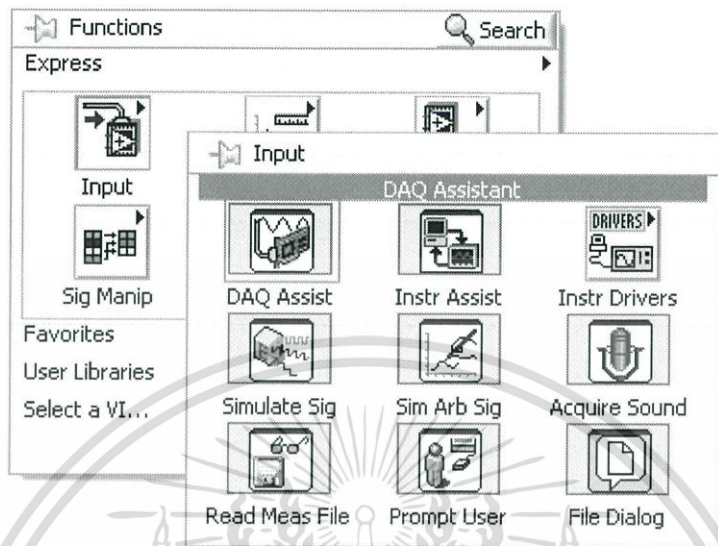 Functions
Search
Express
Input
Sig Manip
Favorites
User Libraries
Select a VI...
Input
DAQ Assistant
DAQ Assist Instr Assist Instr Drivers
DRIVERS
Simulate Sig Sim Arb Sig Acquire Sound
Read Meas File Prompt User File Dialog